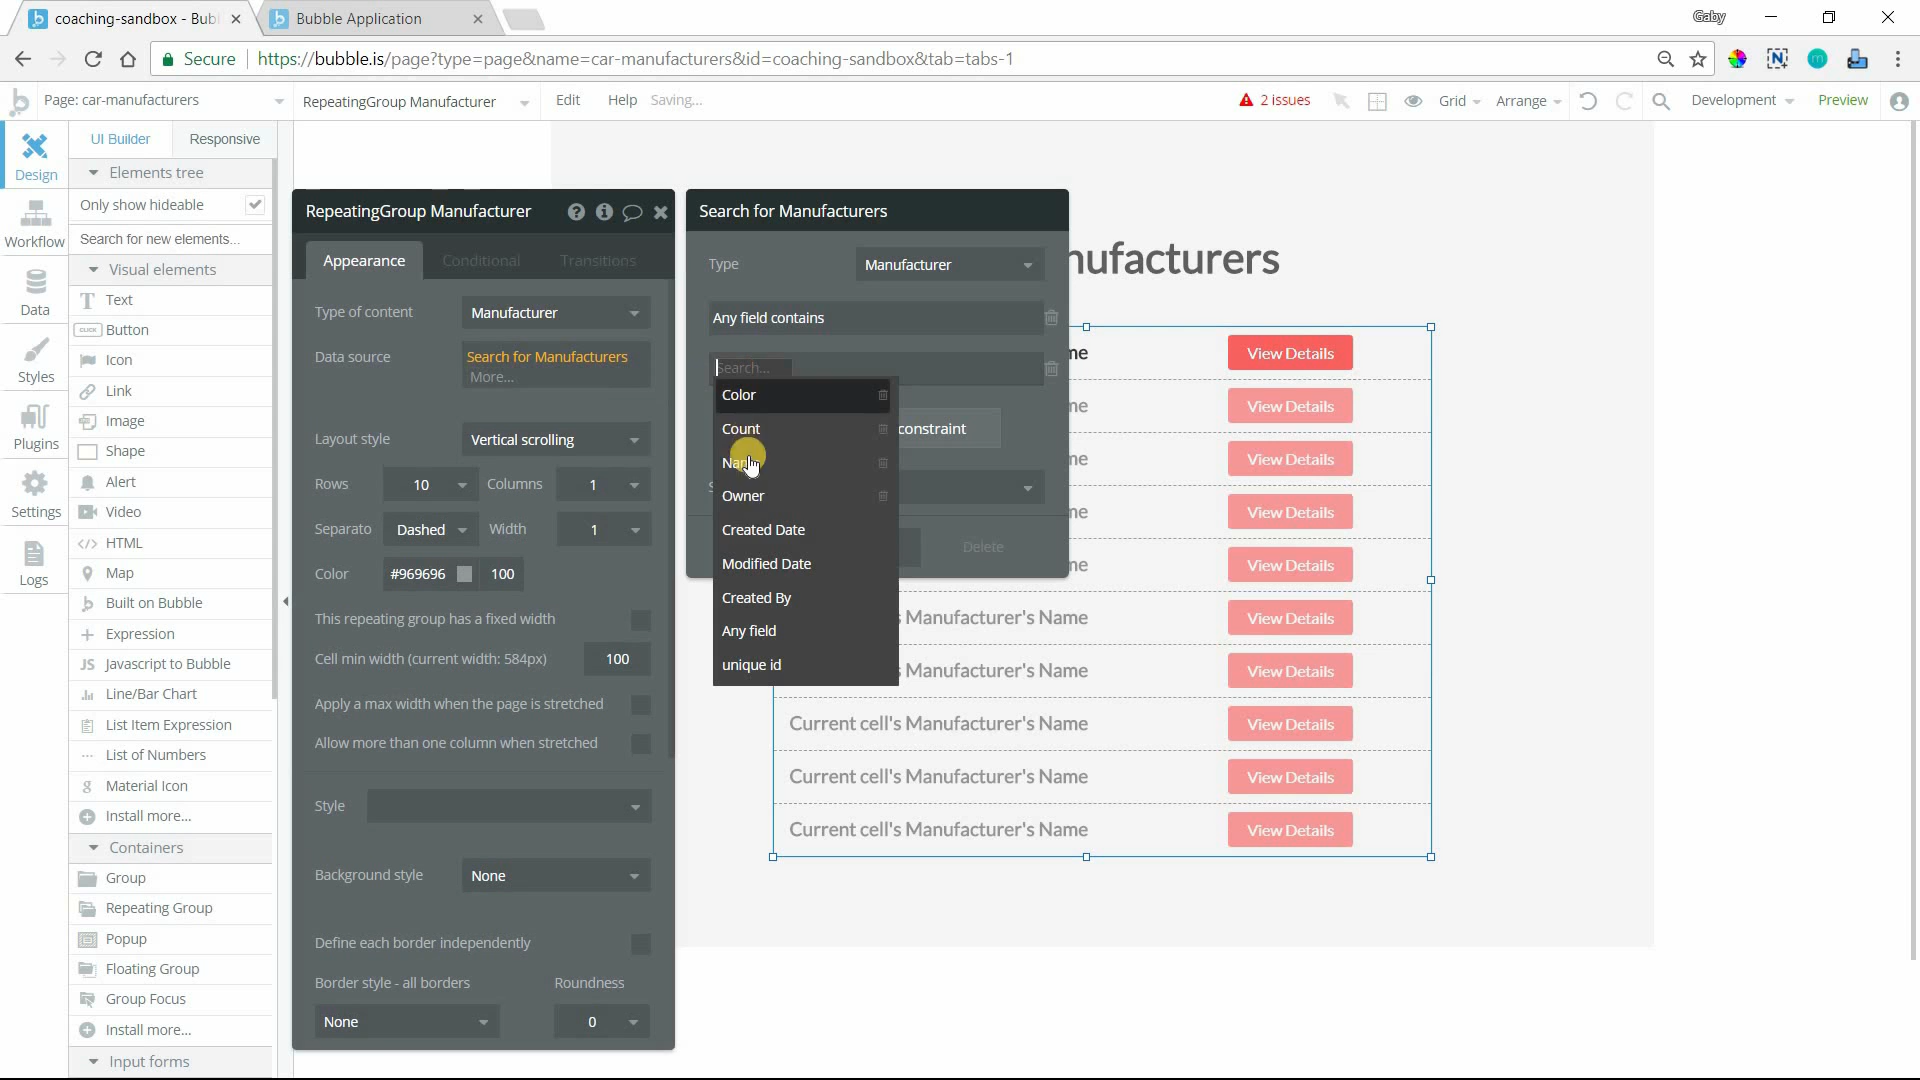 coaching-sandbox - Bub
Bubble Application
Gaby
Secure
https://bubble.is/page?type=page&name=car-manufacturers&id=coaching-sandbox&tab=tabs-1
Page: car-manufacturers
RepeatingGroup Manufacturer
Edit
Help
Saving...
2 issues
Grid
Arrange
Development
Preview
Design
Workflow
Data
Styles
Plugins
Settings
Logs
UI Builder
Responsive
Elements tree
Only show hideable
Search for new elements...
Visual elements
Text
CLICK Button
Icon
Link
Image
Shape
Alert
Video
</> HTML
Map
Built on Bubble
Expression
JS Javascript to Bubble
Line/Bar Chart
List Item Expression
List of Numbers
g Material Icon
Install more...
Containers
Group
Repeating Group
Popup
Floating Group
Group Focus
Install more...
Input forms
RepeatingGroup Manufacturer
Appearance
Conditional
Transitions
Type of content
Manufacturer
Data source
Search for Manufacturers
More...
Layout style
Vertical scrolling
Rows
10
Columns
1
Separato
Dashed
Width
1
Color
#969696
100
This repeating group has a fixed width
Cell min width (current width: 584px)
100
Apply a max width when the page is stretched
Allow more than one column when stretched
Style
Background style
None
Define each border independently
Border style - all borders
Roundness
None
0
Search for Manufacturers
Type
Manufacturer
Any field contains
Search...
Color
Count
Name
Owner
Created Date
Modified Date
Created By
Any field
unique id
constraint
Delete
nufacturers
me
View Details
me
View Details
me
View Details
me
View Details
me
View Details
s Manufacturer's Name
View Details
s Manufacturer's Name
View Details
Current cell's Manufacturer's Name
View Details
Current cell's Manufacturer's Name
View Details
Current cell's Manufacturer's Name
View Details